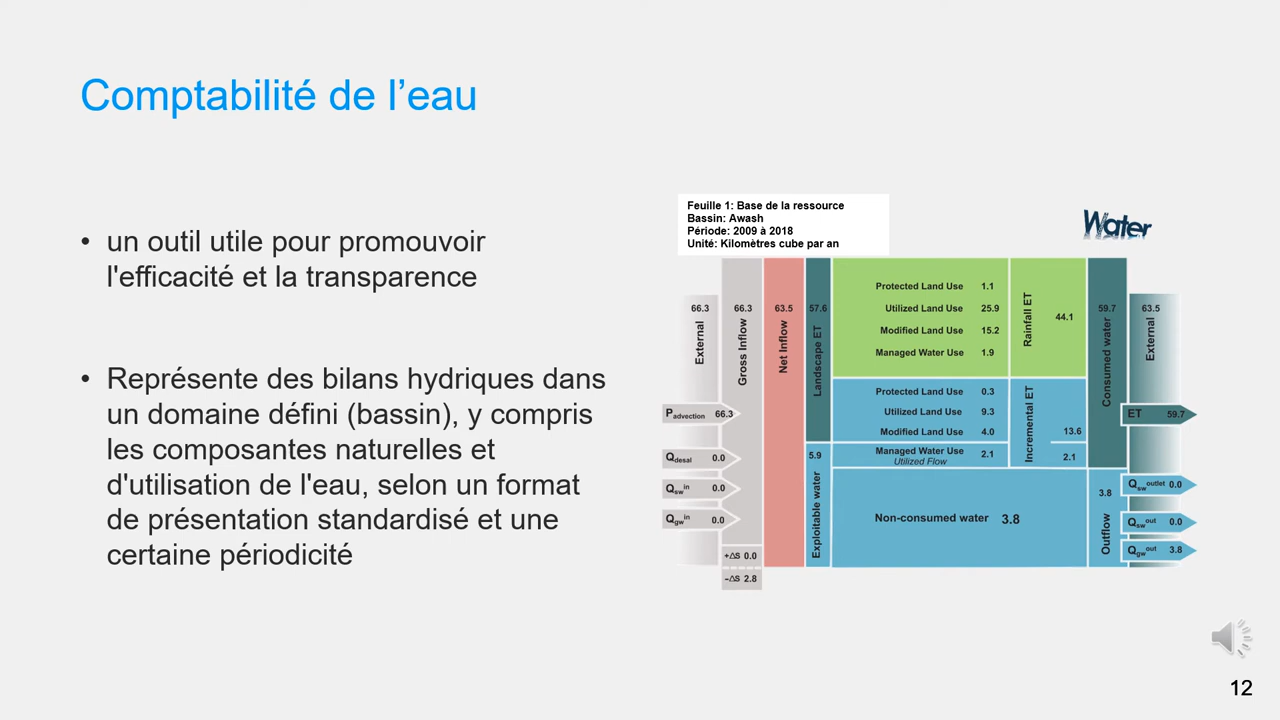 Comptabilité de l’eau
• un outil utile pour promouvoir
l'efficacité et la transparence
• Représente des bilans hydriques dans
un domaine défini (bassin), y compris
les composantes naturelles et
d'utilisation de l'eau, selon un format
de présentation standardisé et une
certaine périodicité
Feuille 1: Base de la ressource
Bassin: Awash
Période: 2009 à 2018
Unité: Kilomètres cube par an
Water
66.3
External
Padvection 66.3
Qdesal 0.0
Qsw in 0.0
Qgw in 0.0
66.3
Gross Inflow
+ΔS 0.0
−ΔS 2.8
63.5
Net Inflow
57.6
Landscape ET
5.9
Exploitable water
Protected Land Use 1.1
Utilized Land Use 25.9
Modified Land Use 15.2
Managed Water Use 1.9
Rainfall ET
44.1
Protected Land Use 0.3
Utilized Land Use 9.3
Modified Land Use 4.0
Managed Water Use 2.1
Utilized Flow
Incremental ET
13.6
2.1
Non-consumed water 3.8
59.7
Consumed water
3.8
Outflow
63.5
External
ET 59.7
Qsw outlet 0.0
Qsw out 0.0
Qgw out 3.8
12